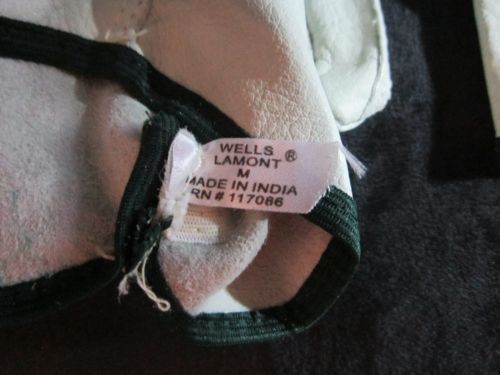 WELLS
LAMONT®
M
MADE IN INDIA
RN # 117086